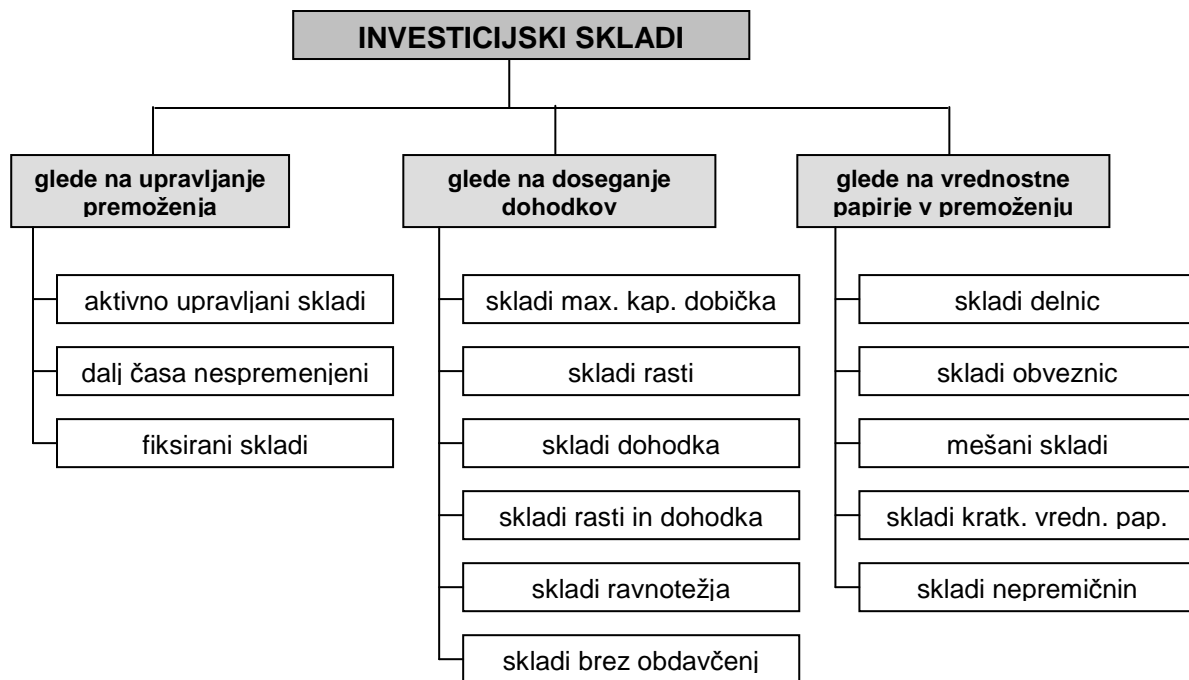 INVESTICIJSKI SKLADI
glede na upravljanje
premoženja
aktivno upravljani skladi
dalj časa nespremenjeni
fiksirani skladi
glede na doseganje
dohodkov
skladi max. kap. dobička
skladi rasti
skladi dohodka
skladi rasti in dohodka
skladi ravnotežja
skladi brez obdavčenj
glede na vrednostne
papirje v premoženju
skladi delnic
skladi obveznic
mešani skladi
skladi kratk. vredn. pap.
skladi nepremičnin